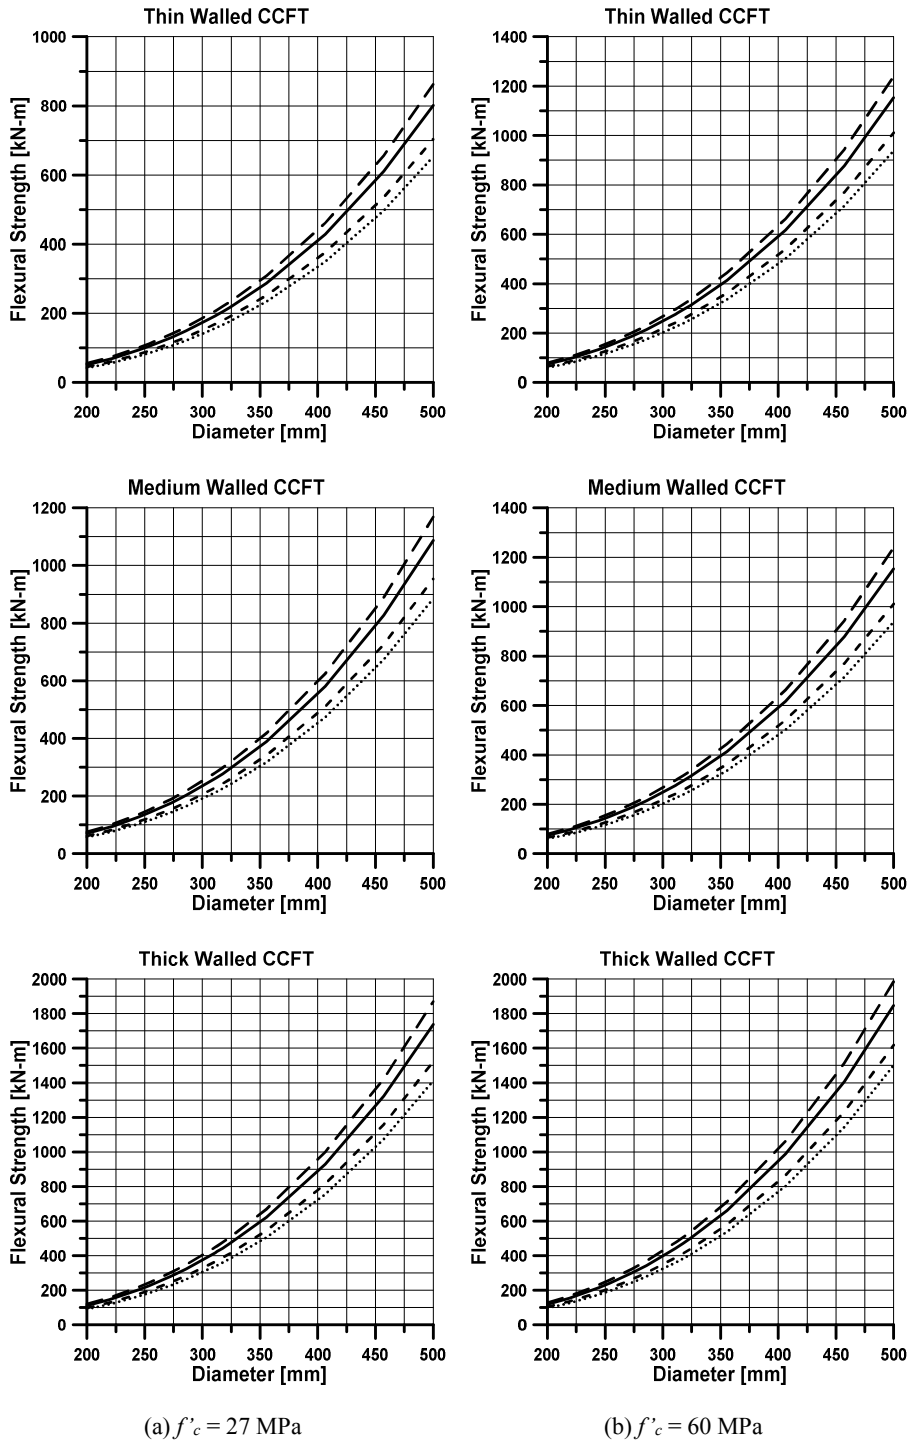 Thin Walled CCFT
1000
800
600
400
200
0
Flexural Strength [kN-m]
200 250 300 350 400 450 500
Diameter [mm]
Thin Walled CCFT
1400
1200
1000
800
600
400
200
0
Flexural Strength [kN-m]
200 250 300 350 400 450 500
Diameter [mm]
Medium Walled CCFT
1200
1000
800
600
400
200
0
Flexural Strength [kN-m]
200 250 300 350 400 450 500
Diameter [mm]
Medium Walled CCFT
1400
1200
1000
800
600
400
200
0
Flexural Strength [kN-m]
200 250 300 350 400 450 500
Diameter [mm]
Thick Walled CCFT
2000
1800
1600
1400
1200
1000
800
600
400
200
0
Flexural Strength [kN-m]
200 250 300 350 400 450 500
Diameter [mm]
Thick Walled CCFT
2000
1800
1600
1400
1200
1000
800
600
400
200
0
Flexural Strength [kN-m]
200 250 300 350 400 450 500
Diameter [mm]
(a) f'c = 27 MPa
(b) f'c = 60 MPa